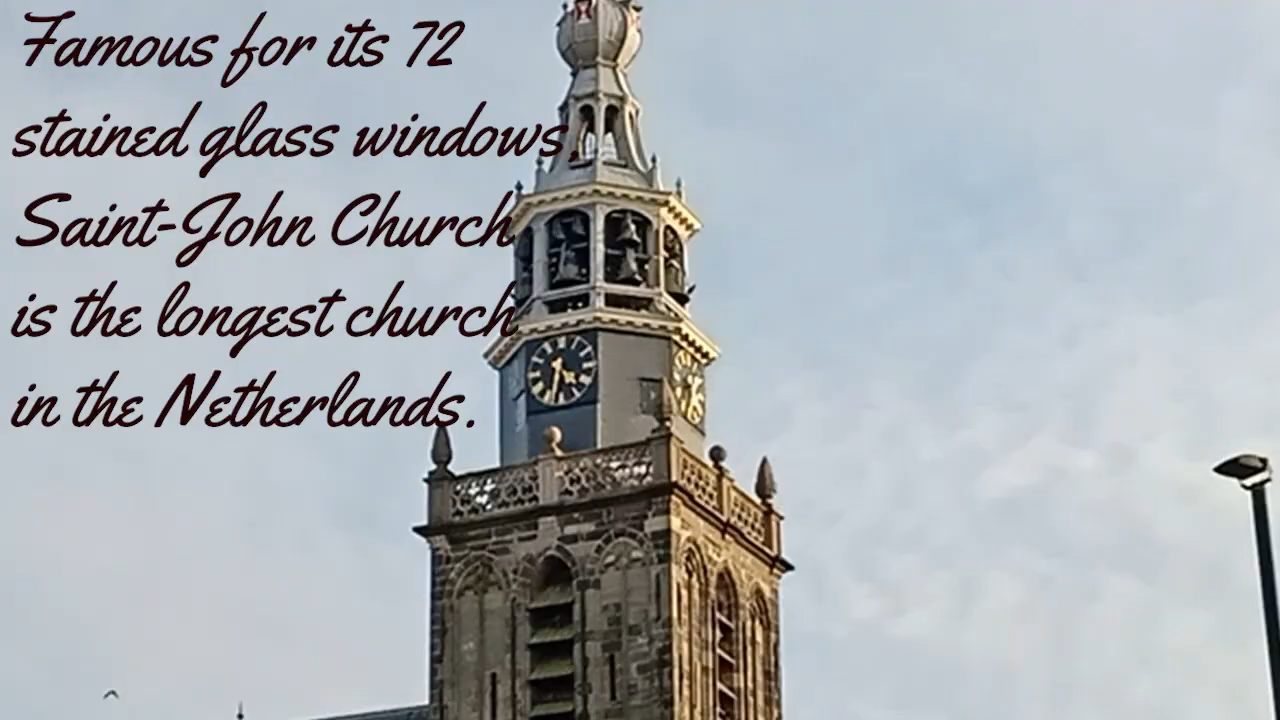 Famous for its 72
stained glass windows,
Saint-John Church
is the longest church
in the Netherlands.